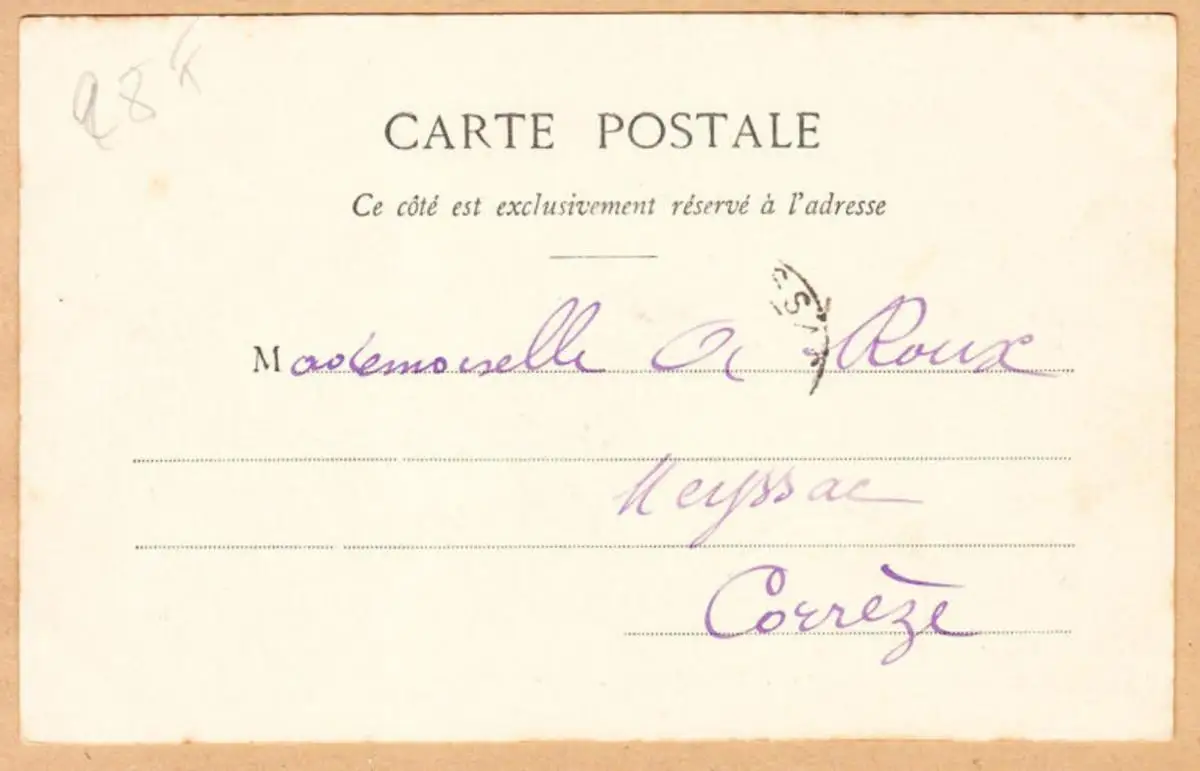 28
CARTE POSTALE
Ce côté est exclusivement réservé à l'adresse
Mademoiselle A Roux
Meyssac
Corrèze